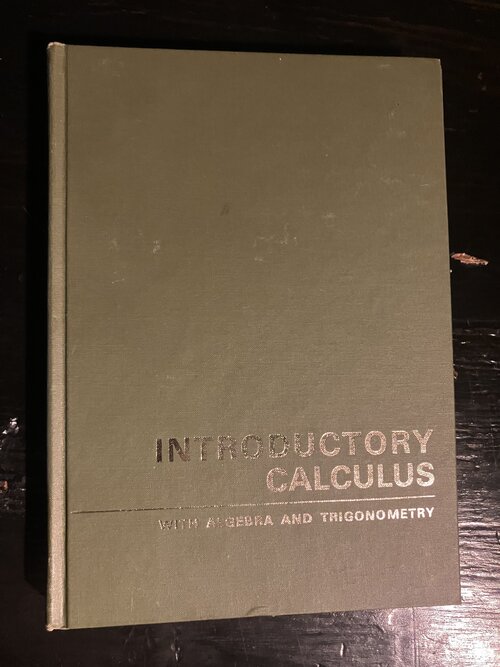 INTRODUCTORY
CALCULUS
WITH ALGEBRA AND TRIGONOMETRY